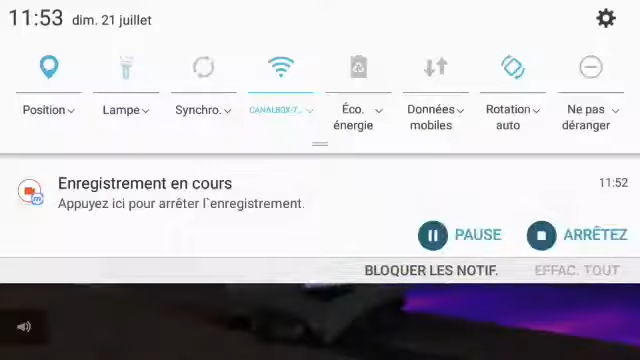 11:53 dim. 21 juillet
Position Lampe Synchro. CANALBOX-7... Éco. énergie Données mobiles Rotation auto Ne pas déranger
Enregistrement en cours 11:52
Appuyez ici pour arrêter l`enregistrement.
PAUSE ARRÊTEZ
BLOQUER LES NOTIF. EFFAC. TOUT